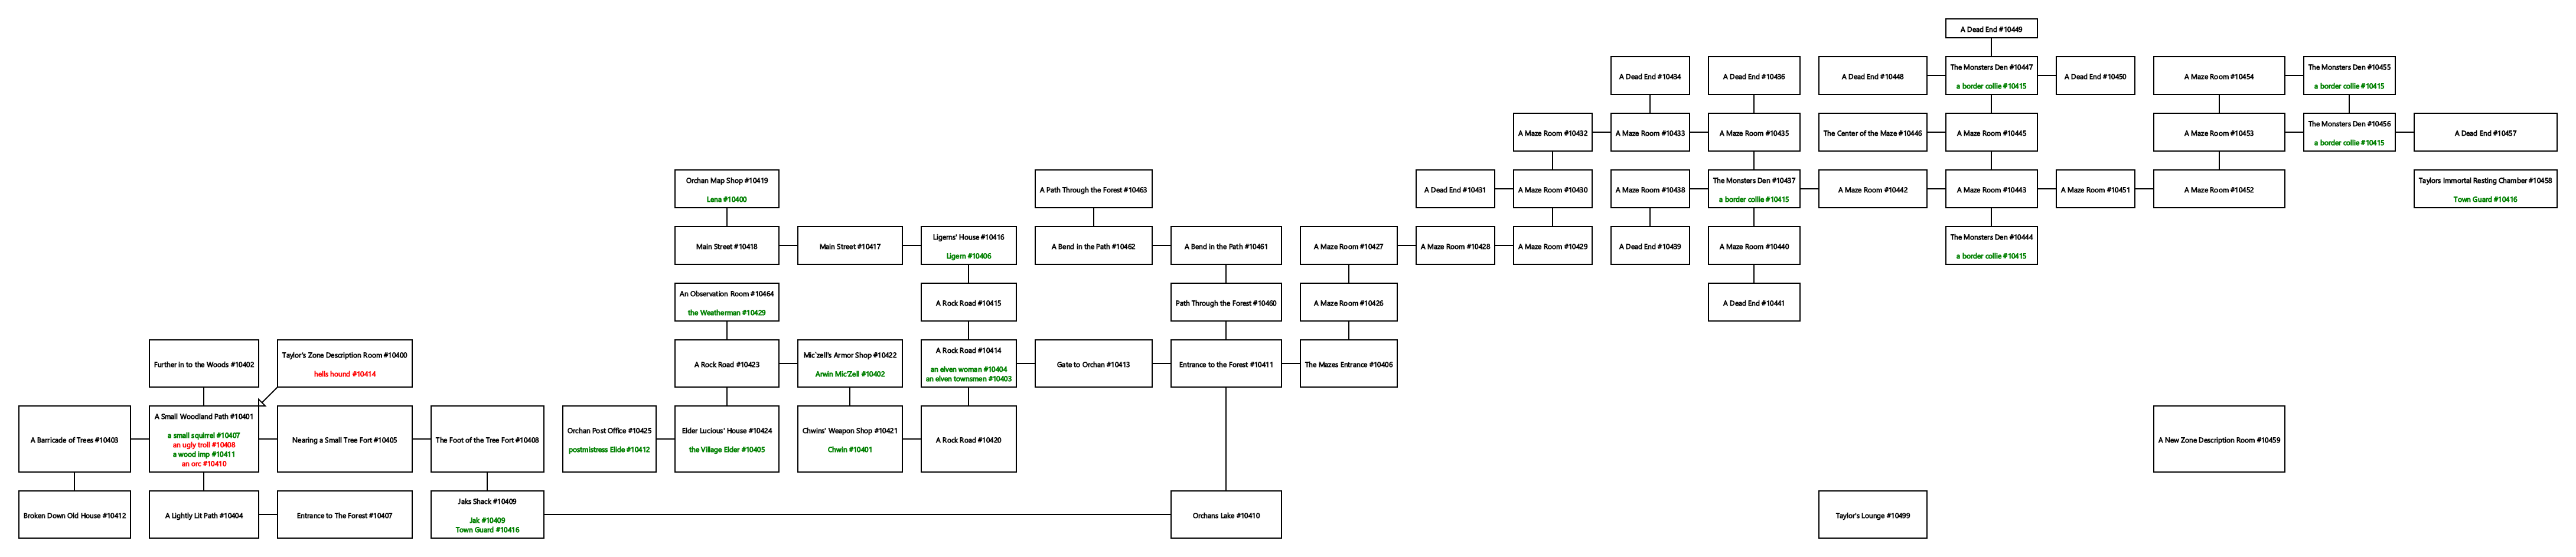 A Dead End #10449
A Dead End #10434
A Dead End #10436
A Dead End #10448
The Monsters Den #10447
a border collie #10415
A Dead End #10450
A Maze Room #10454
The Monsters Den #10455
a border collie #10415
A Maze Room #10432
A Maze Room #10433
A Maze Room #10435
The Center of the Maze #10446
A Maze Room #10445
A Maze Room #10453
The Monsters Den #10456
a border collie #10415
A Dead End #10457
Orchan Map Shop #10419
Lena #10400
A Path Through the Forest #10463
A Dead End #10431
A Maze Room #10430
A Maze Room #10438
The Monsters Den #10437
a border collie #10415
A Maze Room #10442
A Maze Room #10443
A Maze Room #10451
A Maze Room #10452
Taylors Immortal Resting Chamber #10458
Town Guard #10416
Main Street #10418
Main Street #10417
Ligerns' House #10416
Ligern #10406
A Bend in the Path #10462
A Bend in the Path #10461
A Maze Room #10427
A Maze Room #10428
A Maze Room #10429
A Dead End #10439
A Maze Room #10440
The Monsters Den #10444
a border collie #10415
An Observation Room #10464
the Weatherman #10429
A Rock Road #10415
Path Through the Forest #10460
A Maze Room #10426
A Dead End #10441
Further in to the Woods #10402
Taylor's Zone Description Room #10400
hells hound #10414
A Rock Road #10423
Mic`zell's Armor Shop #10422
Arwin Mic'Zell #10402
A Rock Road #10414
an elven woman #10404
an elven townsmen #10403
Gate to Orchan #10413
Entrance to the Forest #10411
The Mazes Entrance #10406
A Barricade of Trees #10403
A Small Woodland Path #10401
a small squirrel #10407
an ugly troll #10408
a wood imp #10411
an orc #10410
Nearing a Small Tree Fort #10405
The Foot of the Tree Fort #10408
Orchan Post Office #10425
postmistress Elide #10412
Elder Lucious' House #10424
the Village Elder #10405
Chwins' Weapon Shop #10421
Chwin #10401
A Rock Road #10420
A New Zone Description Room #10459
Broken Down Old House #10412
A Lightly Lit Path #10404
Entrance to The Forest #10407
Jaks Shack #10409
Jak #10409
Town Guard #10416
Orchans Lake #10410
Taylor's Lounge #10499